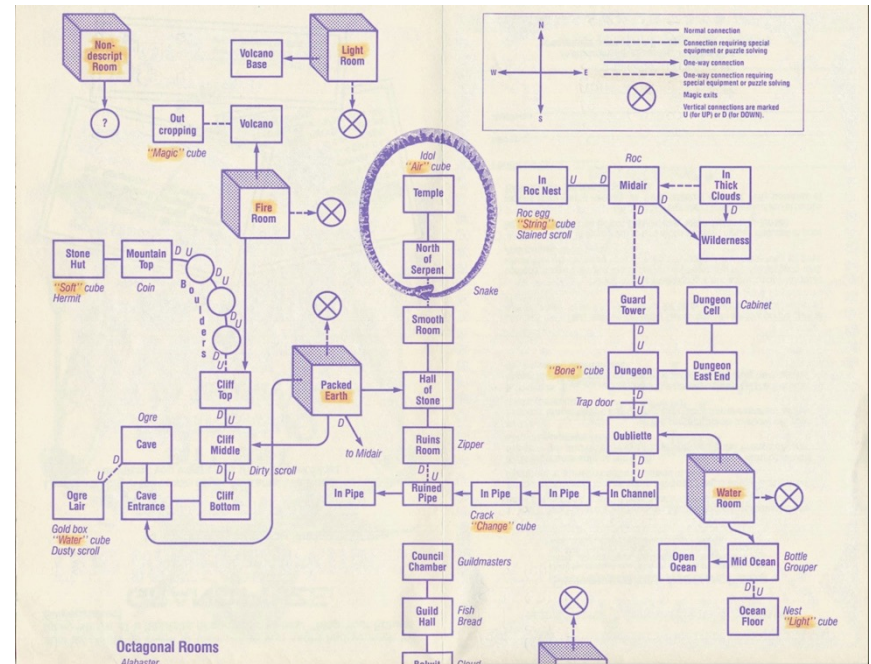 Non-
descript
Room
?
Volcano
Base
Light
Room
N
W
E
S
Normal connection
Connection requiring special
equipment or puzzle solving
One-way connection
One-way connection requiring
special equipment or puzzle solving
Magic exits
Vertical connections are marked
U (for UP) or D (for DOWN).
Out
cropping
Volcano
"Magic" cube
Fire
Room
Idol
"Air" cube
Temple
North
of
Serpent
Snake
Roc
In
Roc Nest
U
D
Midair
D
D
In
Thick
Clouds
D
Wilderness
Roc egg
"String" cube
Stained scroll
Stone
Hut
Mountain
Top
D
U
"Soft" cube
Hermit
Coin
Boulders
D
U
D
U
D
U
Smooth
Room
U
Guard
Tower
D
U
Dungeon
Cell
Cabinet
Cliff
Top
D
U
Packed
Earth
D
to Midair
Hall
of
Stone
"Bone" cube
Dungeon
Dungeon
East End
Trap door
D
U
Oubliette
D
U
Ogre
Cave
D
U
Cliff
Middle
D
U
Dirty scroll
Ruins
Room
Zipper
D
U
Ogre
Lair
Cave
Entrance
Cliff
Bottom
Gold box
"Water" cube
Dusty scroll
In Pipe
Ruined
Pipe
In Pipe
In Pipe
In Channel
Crack
"Change" cube
Water
Room
Council
Chamber
Guildmasters
Open
Ocean
Mid Ocean
Bottle
Grouper
D
U
Guild
Hall
Fish
Bread
Ocean
Floor
Nest
"Light" cube
Octagonal Rooms
Alabaster
Cloud